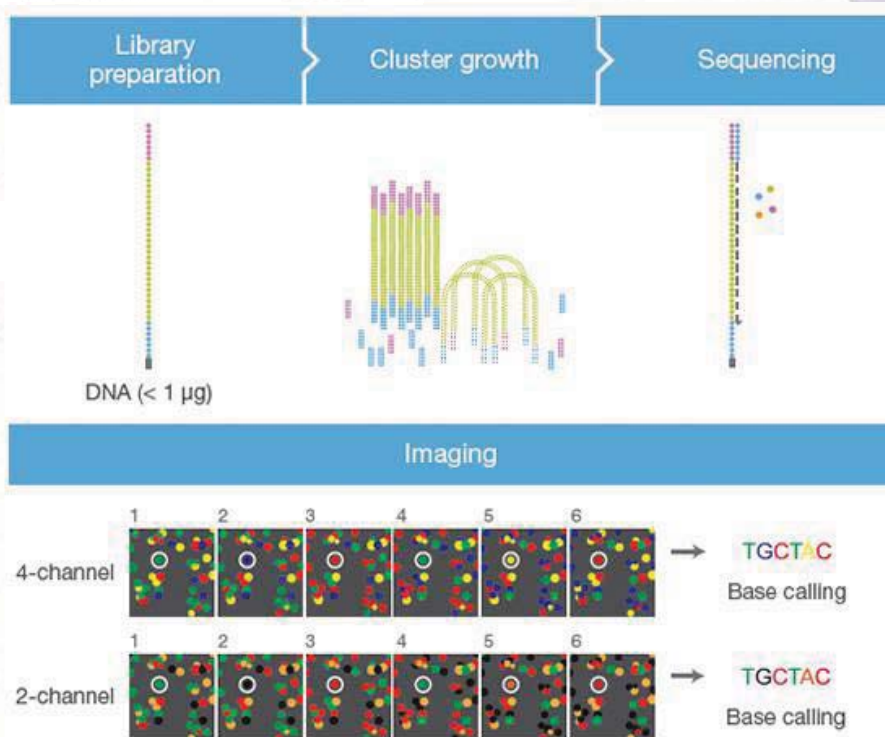 Library
preparation
Cluster growth
Sequencing
DNA (< 1 µg)
Imaging
1 2 3 4 5 6
4-channel
TGCTAC
Base calling
1 2 3 4 5 6
2-channel
TGCTAC
Base calling